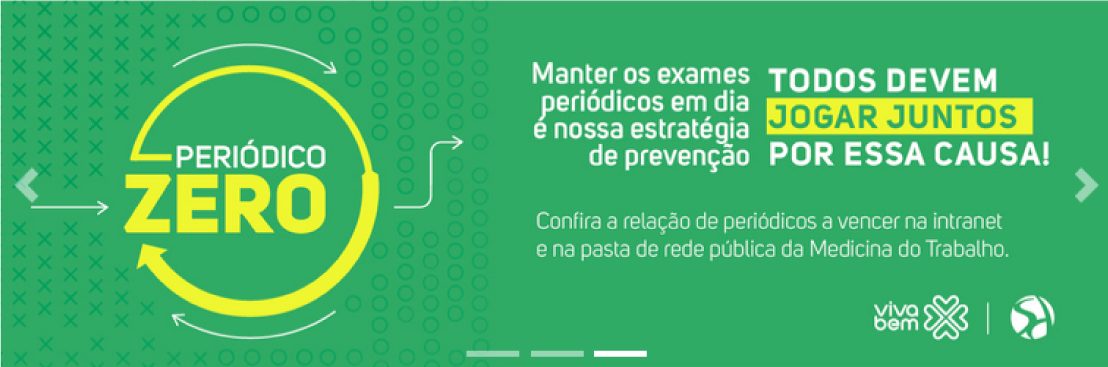 PERIÓDICO
ZERO
Manter os exames
periódicos em dia
é nossa estratégia
de prevenção
TODOS DEVEM
JOGAR JUNTOS
POR ESSA CAUSA!
Confira a relação de periódicos a vencer na intranet
e na pasta de rede pública da Medicina do Trabalho.
viva
bem